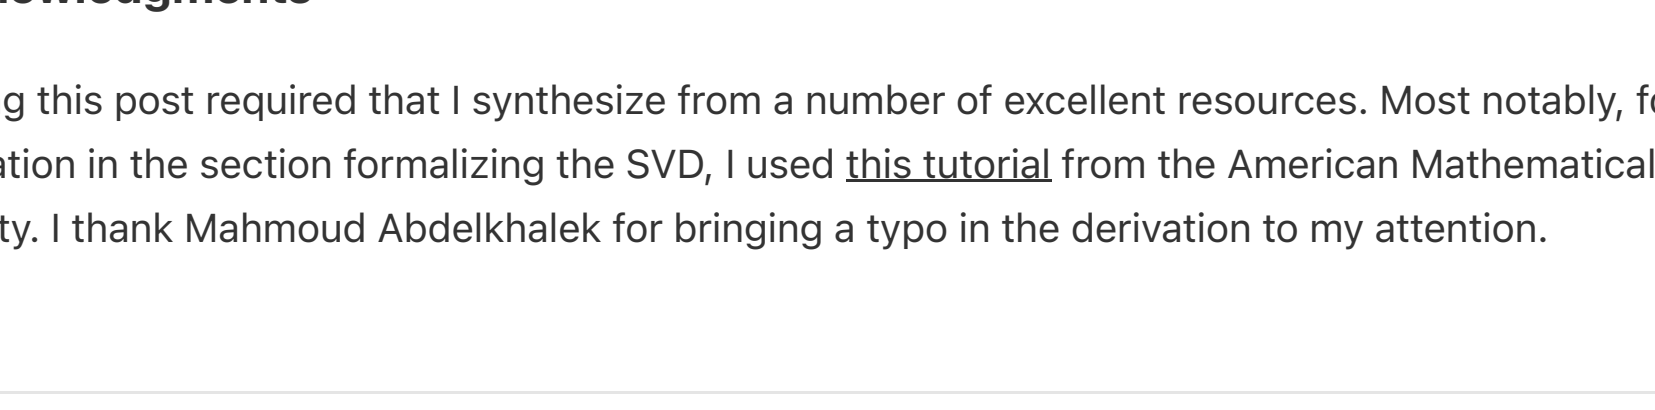 g this post required that I synthesize from a number of excellent resources. Most notably,
ation in the section formalizing the SVD, I used this tutorial from the American Mathematical
ty. I thank Mahmoud Abdelkhalek for bringing a typo in the derivation to my attention.